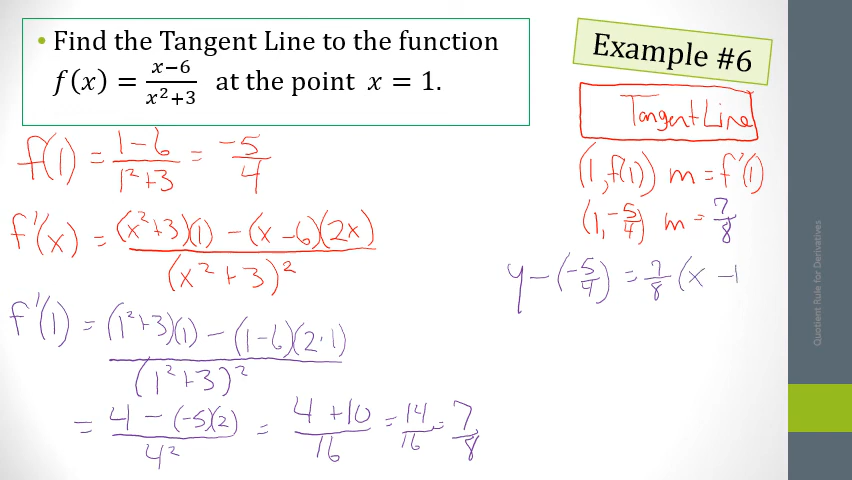 • Find the Tangent Line to the function
f(x) = (x−6)/(x²+3) at the point x = 1.
Example #6
Tangent Line
f(1) = (1−6)/(1²+3) = −5/4
(1, f(1)) m = f'(1)
(1, −5/4) m = 7/8
f'(x) = ((x²+3)(1) − (x−6)(2x))/(x²+3)²
y − (−5/4) = 7/8 (x −1
f'(1) = ((1²+3)(1) − (1−6)(2·1))/(1²+3)²
= (4 − (−5)(2))/4² = (4+10)/16 = 14/16 = 7/8
Quotient Rule for Derivatives